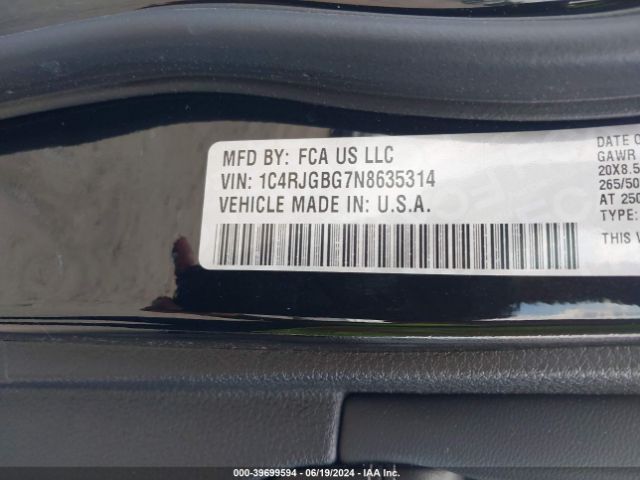 MFD BY: FCA US LLC
VIN: 1C4RJGBG7N8635314
VEHICLE MADE IN: U.S.A.
DATE O
GAWR
20X8.5
265/50
AT 250
TYPE:
THIS V
000-39699594 / 06/19/2024 - IAA Inc.